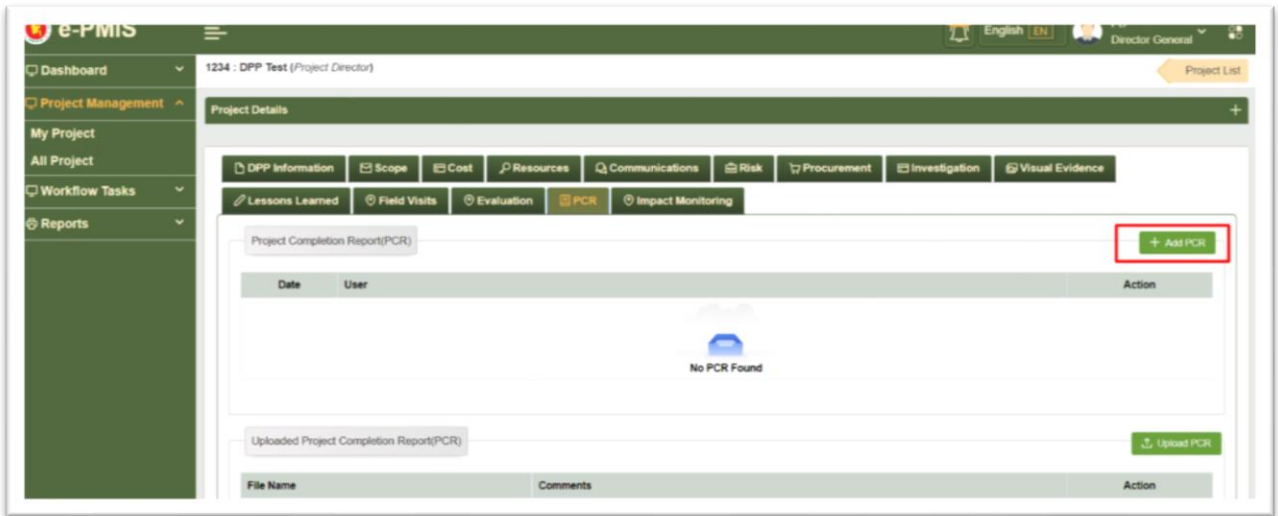 e-PMIS
English EN
Director General
Dashboard
1234 : DPP Test (Project Director)
Project List
Project Management
Project Details
My Project
All Project
Workflow Tasks
Reports
DPP Information Scope Cost Resources Communications Risk Procurement Investigation Visual Evidence
Lessons Learned Field Visits Evaluation PCR Impact Monitoring
Project Completion Report(PCR)
+ Add PCR
Date User Action
No PCR Found
Uploaded Project Completion Report(PCR)
Upload PCR
File Name Comments Action